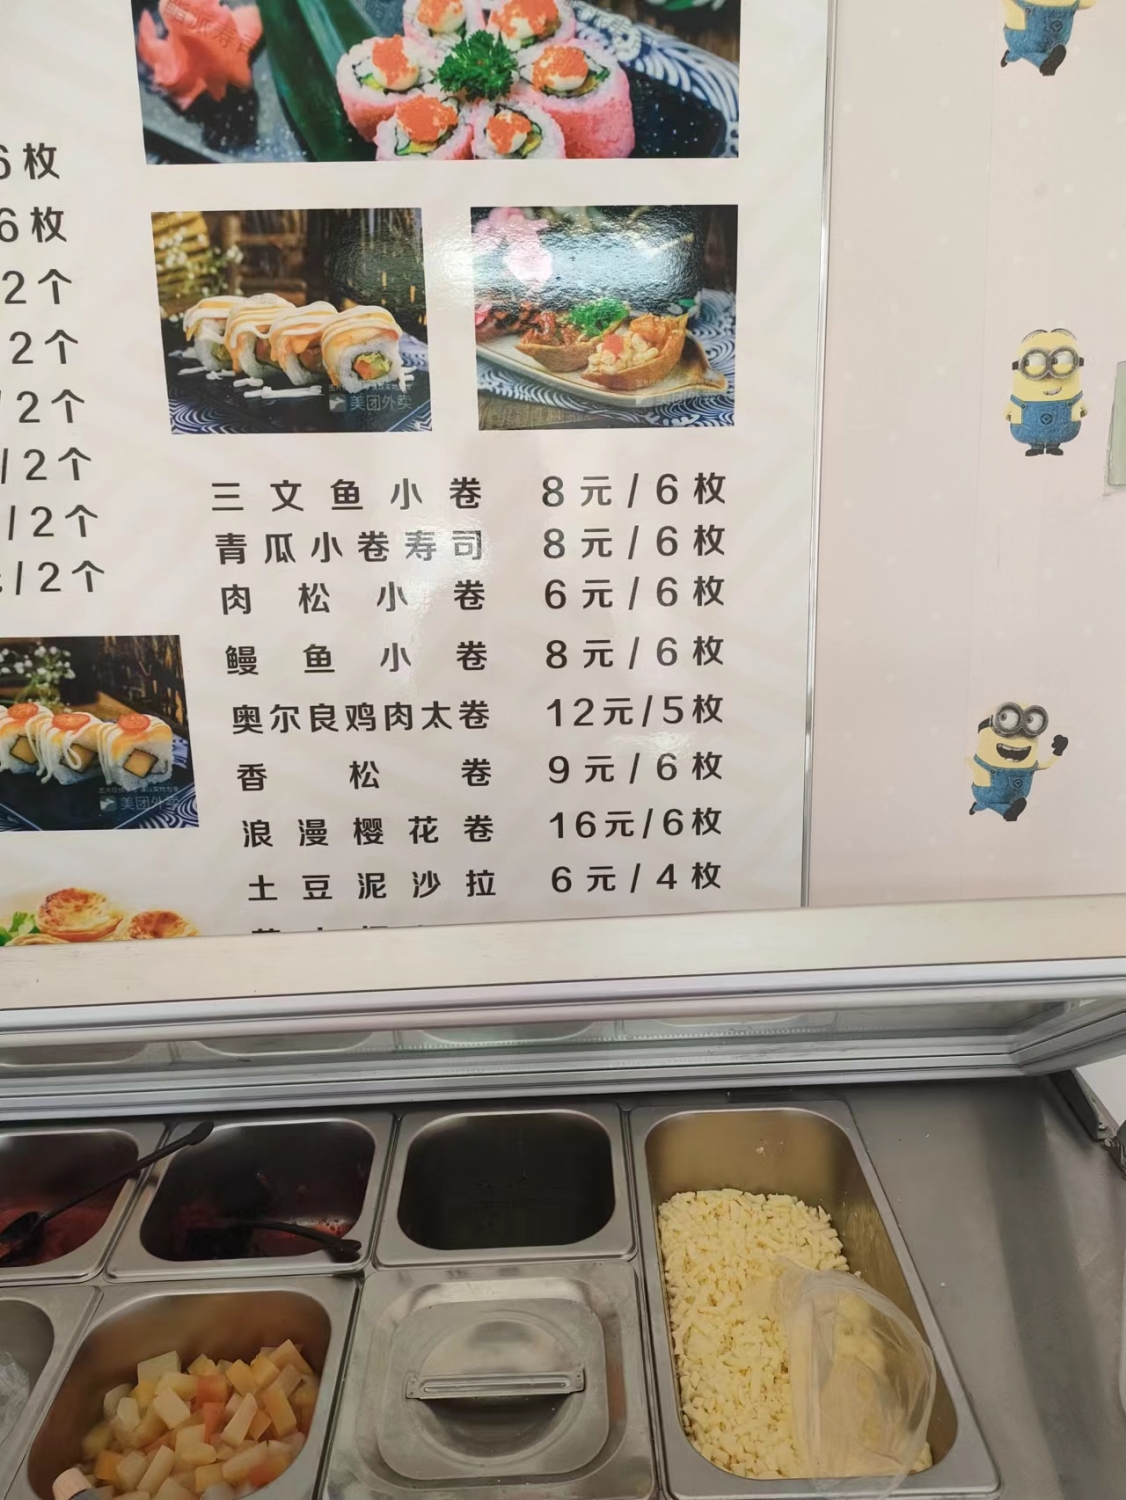 6枚
6枚
2个
2个
/2个
/2个
/2个
/2个
美团外卖
美团外卖
三文鱼小卷 8元/6枚
青瓜小卷寿司 8元/6枚
肉松小卷 6元/6枚
鳗鱼小卷 8元/6枚
奥尔良鸡肉太卷 12元/5枚
香松卷 9元/6枚
浪漫樱花卷 16元/6枚
土豆泥沙拉 6元/4枚
美团外卖